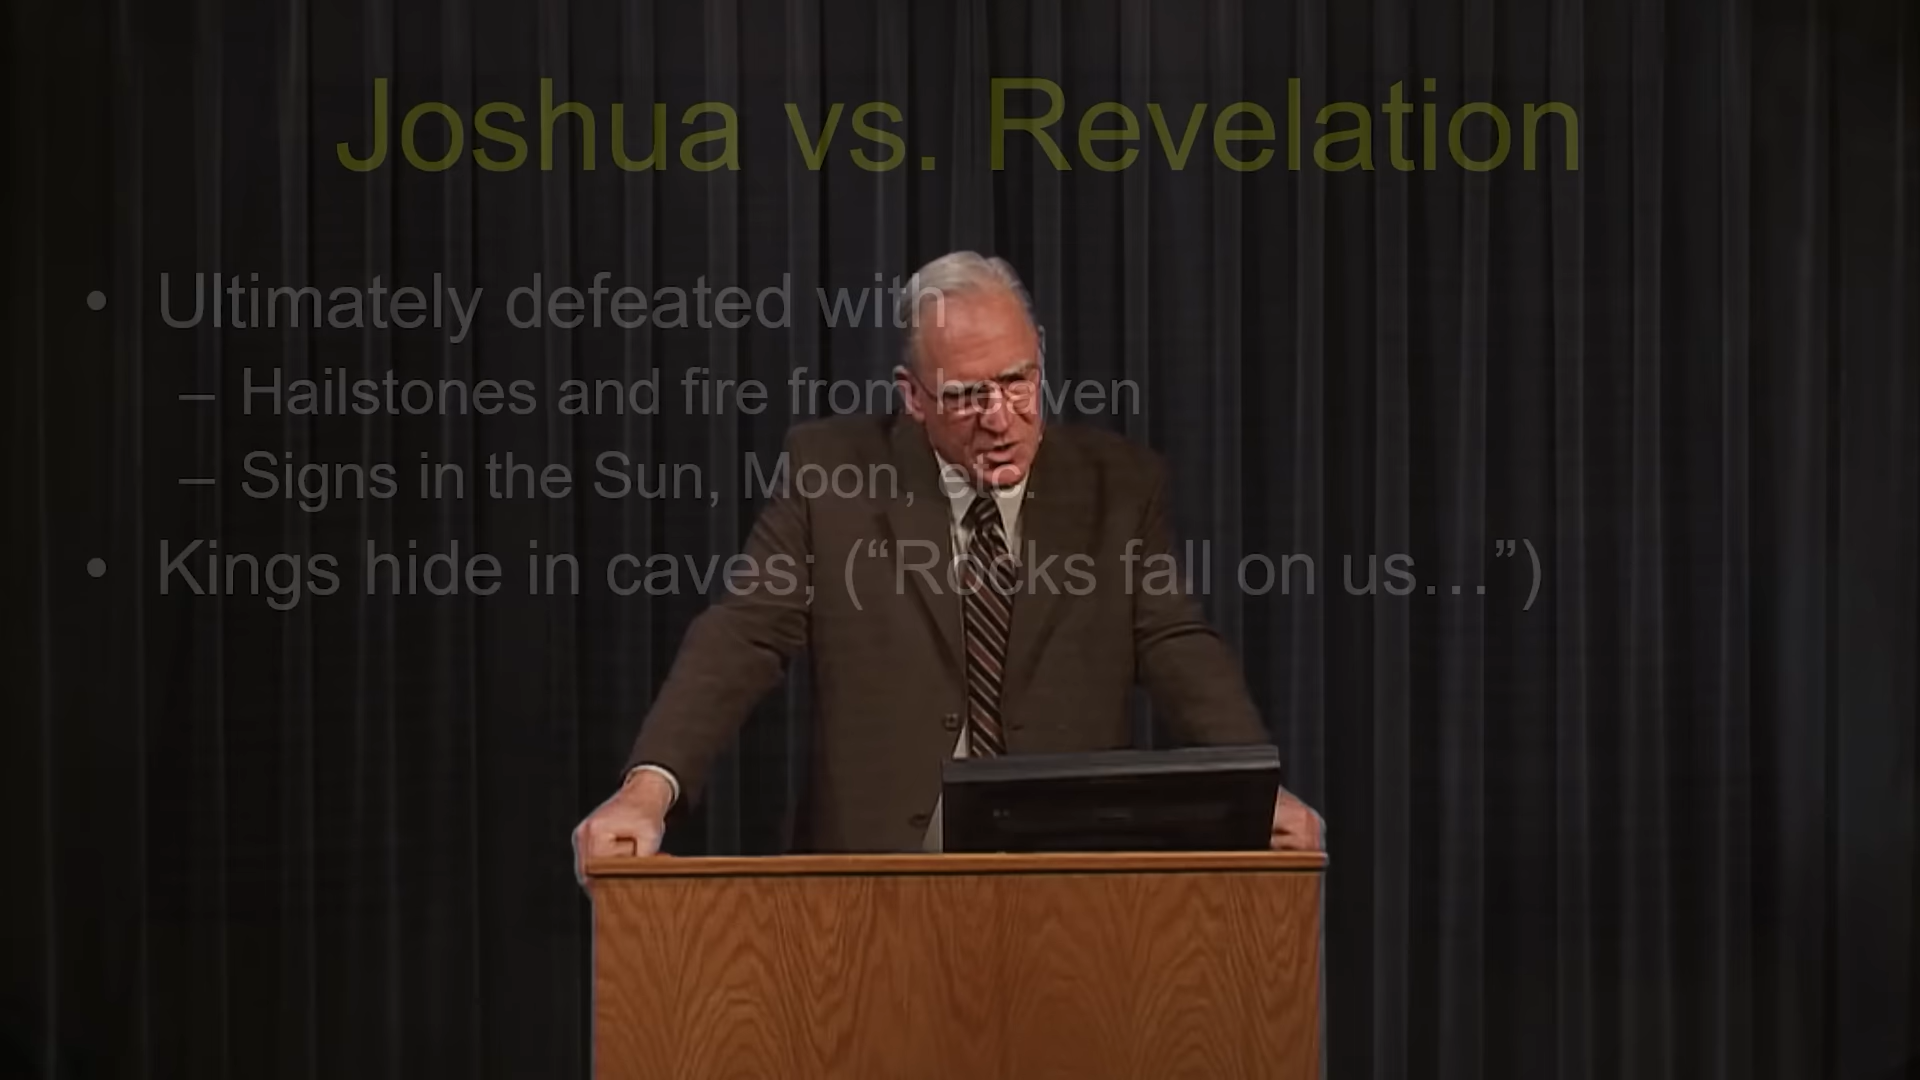 Joshua vs. Revelation
• Ultimately defeated with
– Hailstones and fire from heaven
– Signs in the Sun, Moon, etc.
• Kings hide in caves; (“Rocks fall on us…”)